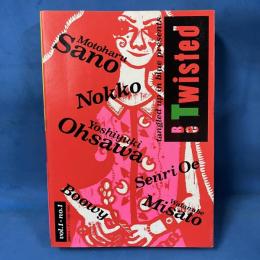 Motoharu
Sano
Nokko
Yoshiyuki
Ohsawa
Senri Oe
Watanabe
Misato
Boowy
vol.1・no.1
tangled up in blue presents
Be Twisted